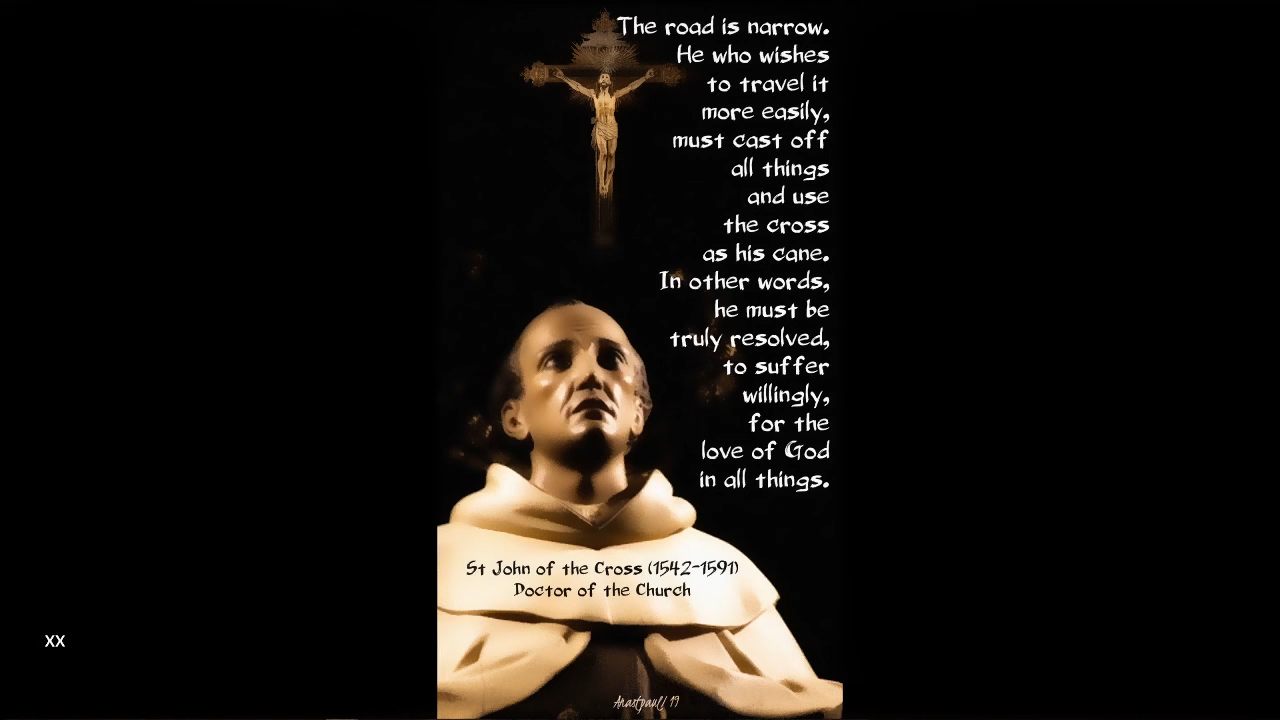 The road is narrow.
He who wishes
to travel it
more easily,
must cast off
all things
and use
the cross
as his cane.
In other words,
he must be
truly resolved,
to suffer
willingly,
for the
love of God
in all things.
St John of the Cross (1542-1591)
Doctor of the Church
xx
AnastpaulĬ 19